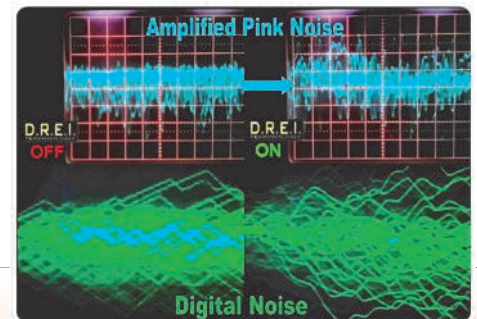 Amplified Pink Noise
D.R.E.I.
OFF
D.R.E.I.
ON
Digital Noise